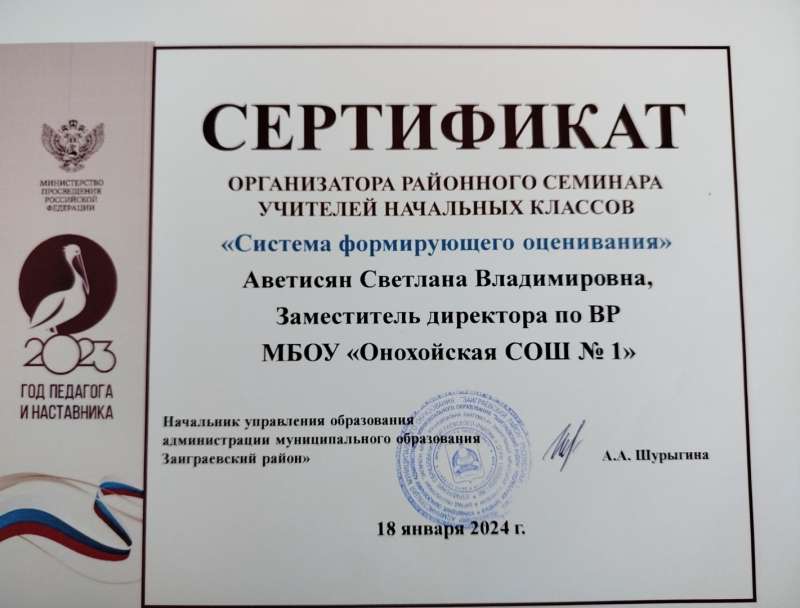 МИНИСТЕРСТВО
ПРОСВЕЩЕНИЯ
РОССИЙСКОЙ
ФЕДЕРАЦИИ
2023
ГОД ПЕДАГОГА
И НАСТАВНИКА
СЕРТИФИКАТ
ОРГАНИЗАТОРА РАЙОННОГО СЕМИНАРА
УЧИТЕЛЕЙ НАЧАЛЬНЫХ КЛАССОВ
«Система формирующего оценивания»
Аветисян Светлана Владимировна,
Заместитель директора по ВР
МБОУ «Онохойская СОШ № 1»
Начальник управления образования
администрации муниципального образования
Заиграевский район»
А.А. Шурыгина
18 января 2024 г.